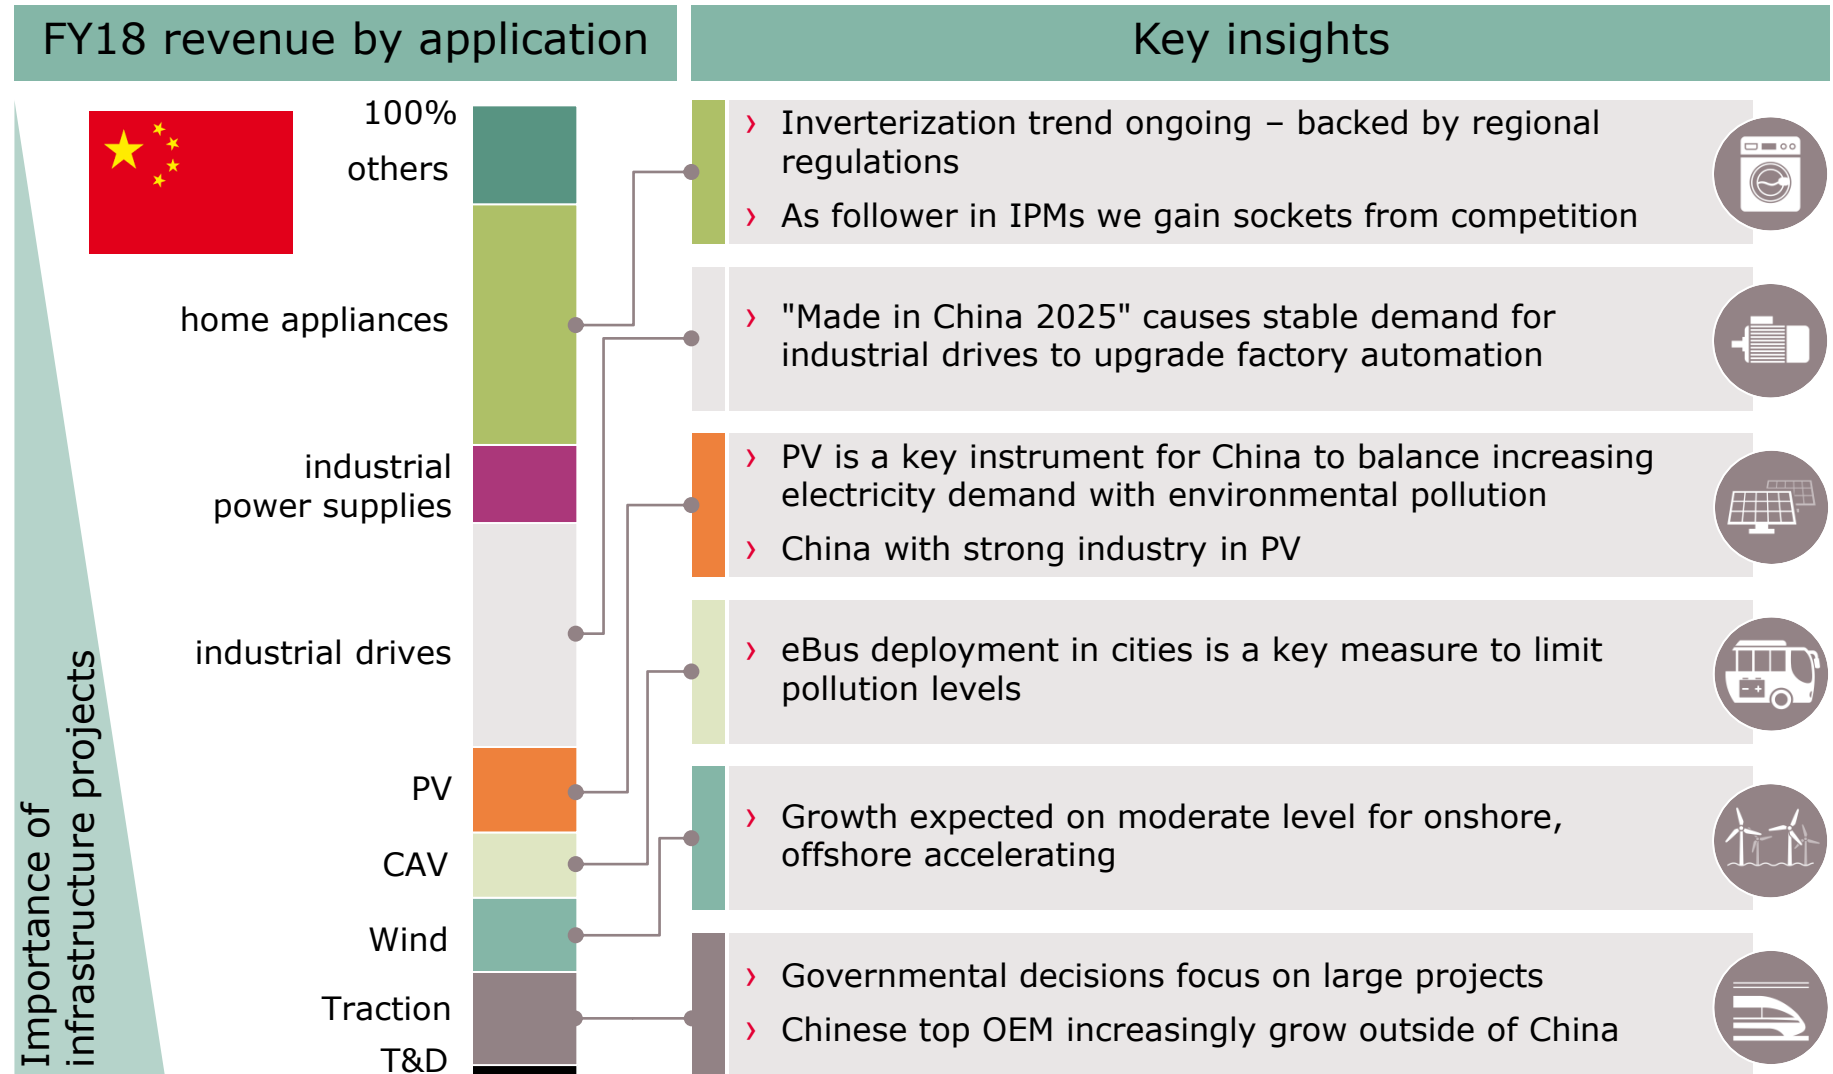 FY18 revenue by application
Key insights
100%
others
home appliances
industrial
power supplies
industrial drives
PV
CAV
Wind
Traction
T&D
Importance of
infrastructure projects
› Inverterization trend ongoing – backed by regional
regulations
› As follower in IPMs we gain sockets from competition
› "Made in China 2025" causes stable demand for
industrial drives to upgrade factory automation
› PV is a key instrument for China to balance increasing
electricity demand with environmental pollution
› China with strong industry in PV
› eBus deployment in cities is a key measure to limit
pollution levels
› Growth expected on moderate level for onshore,
offshore accelerating
› Governmental decisions focus on large projects
› Chinese top OEM increasingly grow outside of China